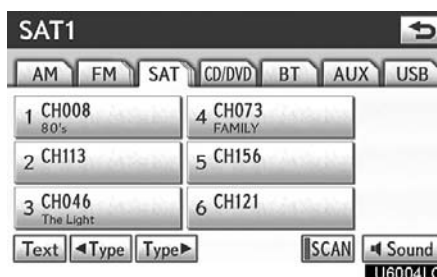 SAT1
AM FM SAT CD/DVD BT AUX USB
1 CH008
80's
4 CH073
FAMILY
2 CH113
5 CH156
3 CH046
The Light
6 CH121
Text ◀Type Type▶ SCAN Sound